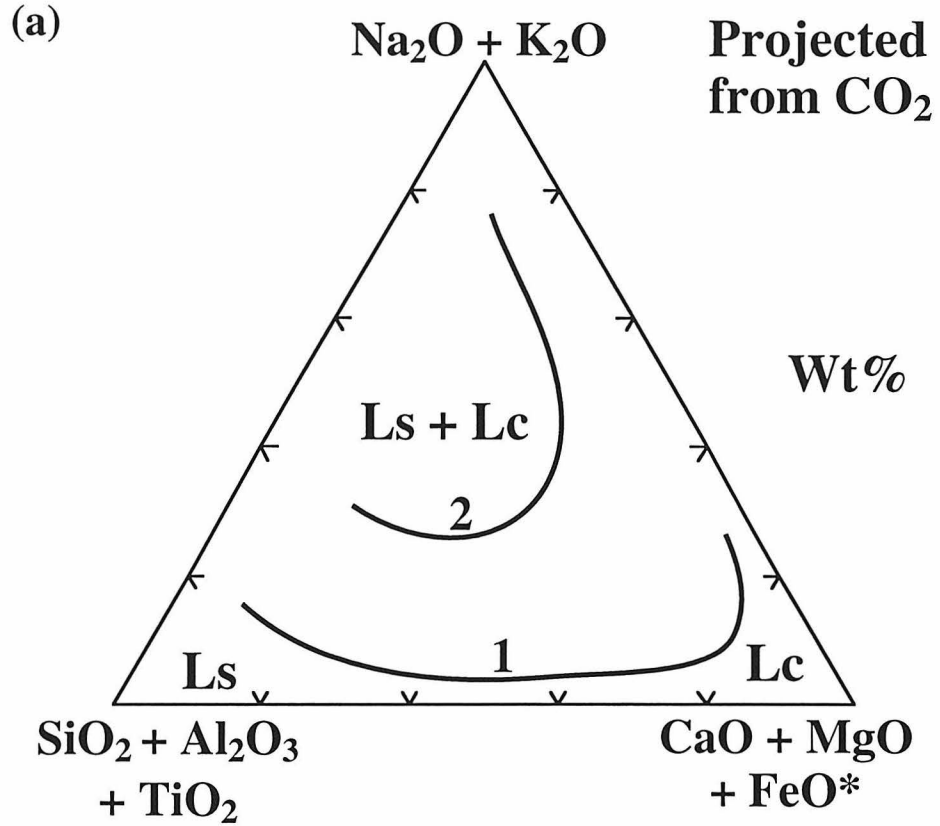 (a)
Na₂O + K₂O
Projected
from CO₂
Wt%
Ls + Lc
2
1
Ls
Lc
SiO₂ + Al₂O₃
+ TiO₂
CaO + MgO
+ FeO*